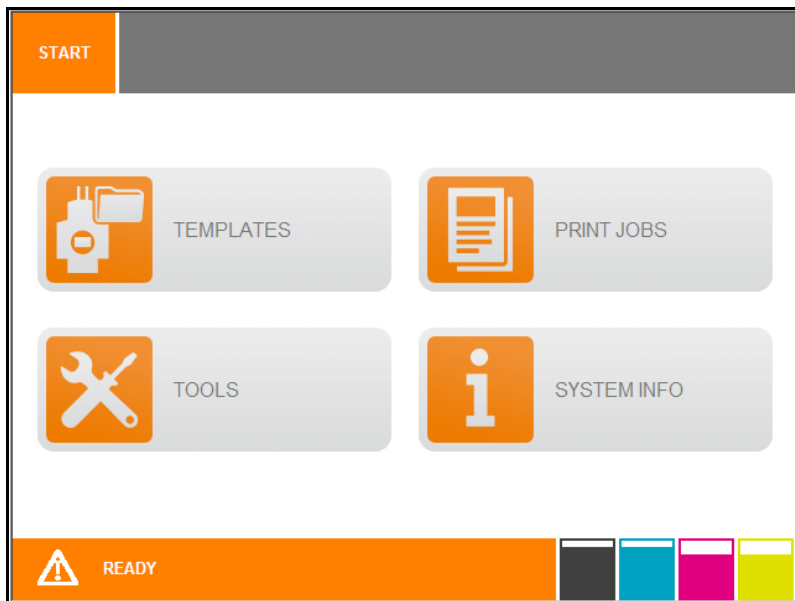 START
TEMPLATES
PRINT JOBS
TOOLS
SYSTEM INFO
READY